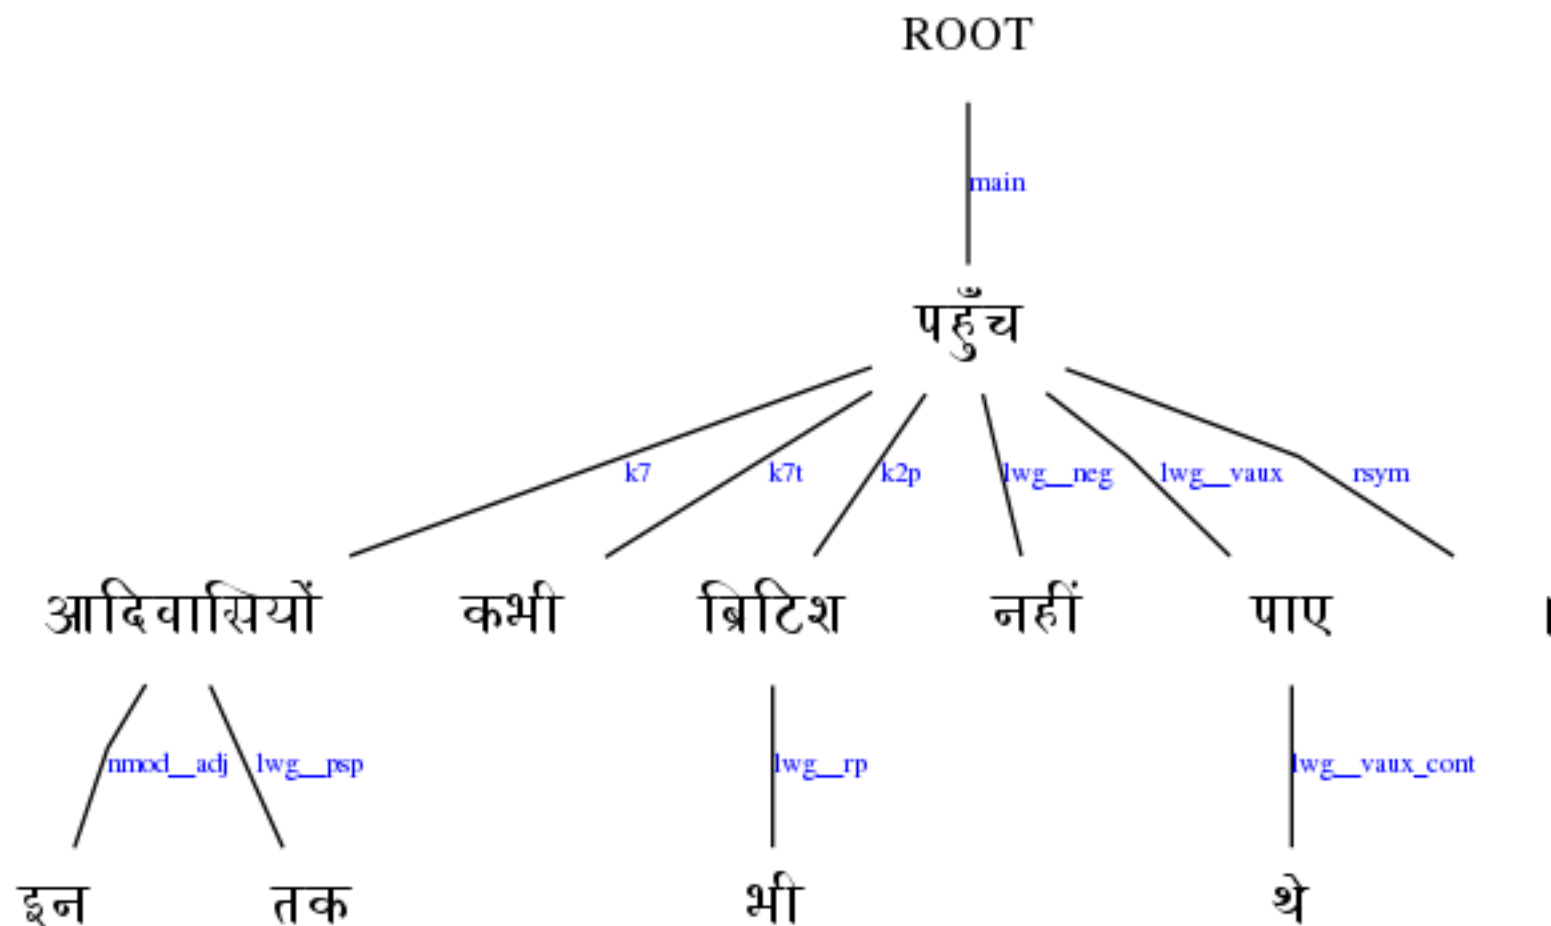 ROOT
main
पहुँच
k7 k7t k2p lwg__neg lwg__vaux rsym
आदिवासियों कभी ब्रिटिश नहीं पाए ।
nmod__adj lwg__psp lwg__rp lwg__vaux_cont
इन तक भी थे